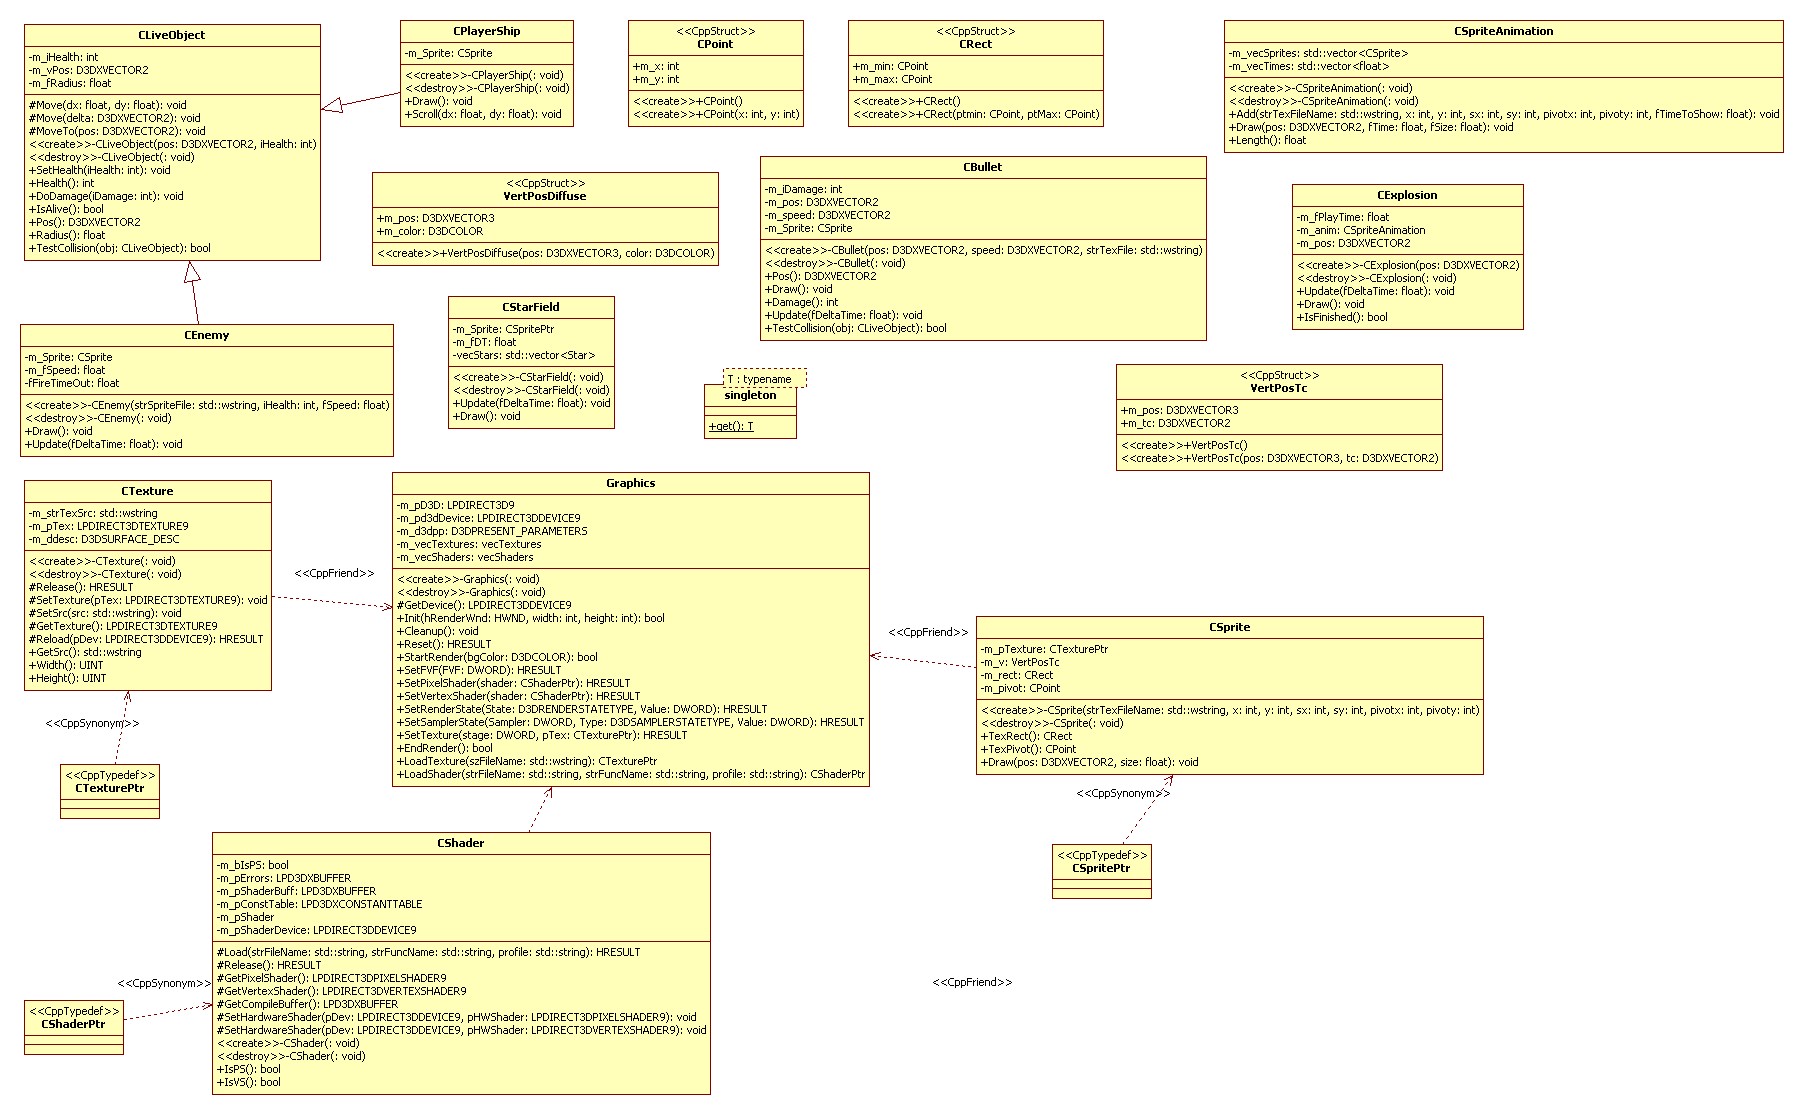 CLiveObject
-m_iHealth: int
-m_vPos: D3DXVECTOR2
-m_fRadius: float
#Move(dx: float, dy: float): void
#Move(delta: D3DXVECTOR2): void
#MoveTo(pos: D3DXVECTOR2): void
<<create>>-CLiveObject(pos: D3DXVECTOR2, iHealth: int)
<<destroy>>-CLiveObject(: void)
+SetHealth(iHealth: int): void
+Health(): int
+DoDamage(iDamage: int): void
+IsAlive(): bool
+Pos(): D3DXVECTOR2
+Radius(): float
+TestCollision(obj: CLiveObject): bool
CPlayerShip
-m_Sprite: CSprite
<<create>>-CPlayerShip(: void)
<<destroy>>-CPlayerShip(: void)
+Draw(): void
+Scroll(dx: float, dy: float): void
<<CppStruct>>
CPoint
+m_x: int
+m_y: int
<<create>>+CPoint()
<<create>>+CPoint(x: int, y: int)
<<CppStruct>>
CRect
+m_min: CPoint
+m_max: CPoint
<<create>>+CRect()
<<create>>+CRect(ptmin: CPoint, ptMax: CPoint)
CSpriteAnimation
-m_vecSprites: std::vector<CSprite>
-m_vecTimes: std::vector<float>
<<create>>-CSpriteAnimation(: void)
<<destroy>>-CSpriteAnimation(: void)
+Add(strTexFileName: std::wstring, x: int, y: int, sx: int, sy: int, pivotx: int, pivoty: int, fTimeToShow: float): void
+Draw(pos: D3DXVECTOR2, fTime: float, fSize: float): void
+Length(): float
<<CppStruct>>
VertPosDiffuse
+m_pos: D3DXVECTOR3
+m_color: D3DCOLOR
<<create>>+VertPosDiffuse(pos: D3DXVECTOR3, color: D3DCOLOR)
CBullet
-m_iDamage: int
-m_pos: D3DXVECTOR2
-m_speed: D3DXVECTOR2
-m_Sprite: CSprite
<<create>>-CBullet(pos: D3DXVECTOR2, speed: D3DXVECTOR2, strTexFile: std::wstring)
<<destroy>>-CBullet(: void)
+Pos(): D3DXVECTOR2
+Draw(): void
+Damage(): int
+Update(fDeltaTime: float): void
+TestCollision(obj: CLiveObject): bool
CExplosion
-m_fPlayTime: float
-m_anim: CSpriteAnimation
-m_pos: D3DXVECTOR2
<<create>>-CExplosion(pos: D3DXVECTOR2)
<<destroy>>-CExplosion(: void)
+Update(fDeltaTime: float): void
+Draw(): void
+IsFinished(): bool
CEnemy
-m_Sprite: CSprite
-m_fSpeed: float
-fFireTimeOut: float
<<create>>-CEnemy(strSpriteFile: std::wstring, iHealth: int, fSpeed: float)
<<destroy>>-CEnemy(: void)
+Draw(): void
+Update(fDeltaTime: float): void
CStarField
-m_Sprite: CSpritePtr
-m_fDT: float
-vecStars: std::vector<Star>
<<create>>-CStarField(: void)
<<destroy>>-CStarField(: void)
+Update(fDeltaTime: float): void
+Draw(): void
T : typename
singleton
+get(): T
<<CppStruct>>
VertPosTc
+m_pos: D3DXVECTOR3
+m_tc: D3DXVECTOR2
<<create>>+VertPosTc()
<<create>>+VertPosTc(pos: D3DXVECTOR3, tc: D3DXVECTOR2)
CTexture
-m_strTexSrc: std::wstring
-m_pTex: LPDIRECT3DTEXTURE9
-m_ddesc: D3DSURFACE_DESC
<<create>>-CTexture(: void)
<<destroy>>-CTexture(: void)
#Release(): HRESULT
#SetTexture(pTex: LPDIRECT3DTEXTURE9): void
#SetSrc(src: std::wstring): void
#GetTexture(): LPDIRECT3DTEXTURE9
#Reload(pDev: LPDIRECT3DDEVICE9): HRESULT
+GetSrc(): std::wstring
+Width(): UINT
+Height(): UINT
<<CppFriend>>
Graphics
-m_pD3D: LPDIRECT3D9
-m_pd3dDevice: LPDIRECT3DDEVICE9
-m_d3dpp: D3DPRESENT_PARAMETERS
-m_vecTextures: vecTextures
-m_vecShaders: vecShaders
<<create>>-Graphics(: void)
<<destroy>>-Graphics(: void)
#GetDevice(): LPDIRECT3DDEVICE9
+Init(hRenderWnd: HWND, width: int, height: int): bool
+Cleanup(): void
+Reset(): HRESULT
+StartRender(bgColor: D3DCOLOR): bool
+SetFVF(FVF: DWORD): HRESULT
+SetPixelShader(shader: CShaderPtr): HRESULT
+SetVertexShader(shader: CShaderPtr): HRESULT
+SetRenderState(State: D3DRENDERSTATETYPE, Value: DWORD): HRESULT
+SetSamplerState(Sampler: DWORD, Type: D3DSAMPLERSTATETYPE, Value: DWORD): HRESULT
+SetTexture(stage: DWORD, pTex: CTexturePtr): HRESULT
+EndRender(): bool
+LoadTexture(szFileName: std::wstring): CTexturePtr
+LoadShader(strFileName: std::string, strFuncName: std::string, profile: std::string): CShaderPtr
<<CppFriend>>
CSprite
-m_pTexture: CTexturePtr
-m_v: VertPosTc
-m_rect: CRect
-m_pivot: CPoint
<<create>>-CSprite(strTexFileName: std::wstring, x: int, y: int, sx: int, sy: int, pivotx: int, pivoty: int)
<<destroy>>-CSprite(: void)
+TexRect(): CRect
+TexPivot(): CPoint
+Draw(pos: D3DXVECTOR2, size: float): void
<<CppSynonym>>
<<CppTypedef>>
CTexturePtr
<<CppSynonym>>
<<CppTypedef>>
CSpritePtr
CShader
-m_bIsPS: bool
-m_pErrors: LPD3DXBUFFER
-m_pShaderBuff: LPD3DXBUFFER
-m_pConstTable: LPD3DXCONSTANTTABLE
-m_pShader
-m_pShaderDevice: LPDIRECT3DDEVICE9
#Load(strFileName: std::string, strFuncName: std::string, profile: std::string): HRESULT
#Release(): HRESULT
#GetPixelShader(): LPDIRECT3DPIXELSHADER9
#GetVertexShader(): LPDIRECT3DVERTEXSHADER9
#GetCompileBuffer(): LPD3DXBUFFER
#SetHardwareShader(pDev: LPDIRECT3DDEVICE9, pHWShader: LPDIRECT3DPIXELSHADER9): void
#SetHardwareShader(pDev: LPDIRECT3DDEVICE9, pHWShader: LPDIRECT3DVERTEXSHADER9): void
<<create>>-CShader(: void)
<<destroy>>-CShader(: void)
+IsPS(): bool
+IsVS(): bool
<<CppSynonym>>
<<CppTypedef>>
CShaderPtr
<<CppFriend>>